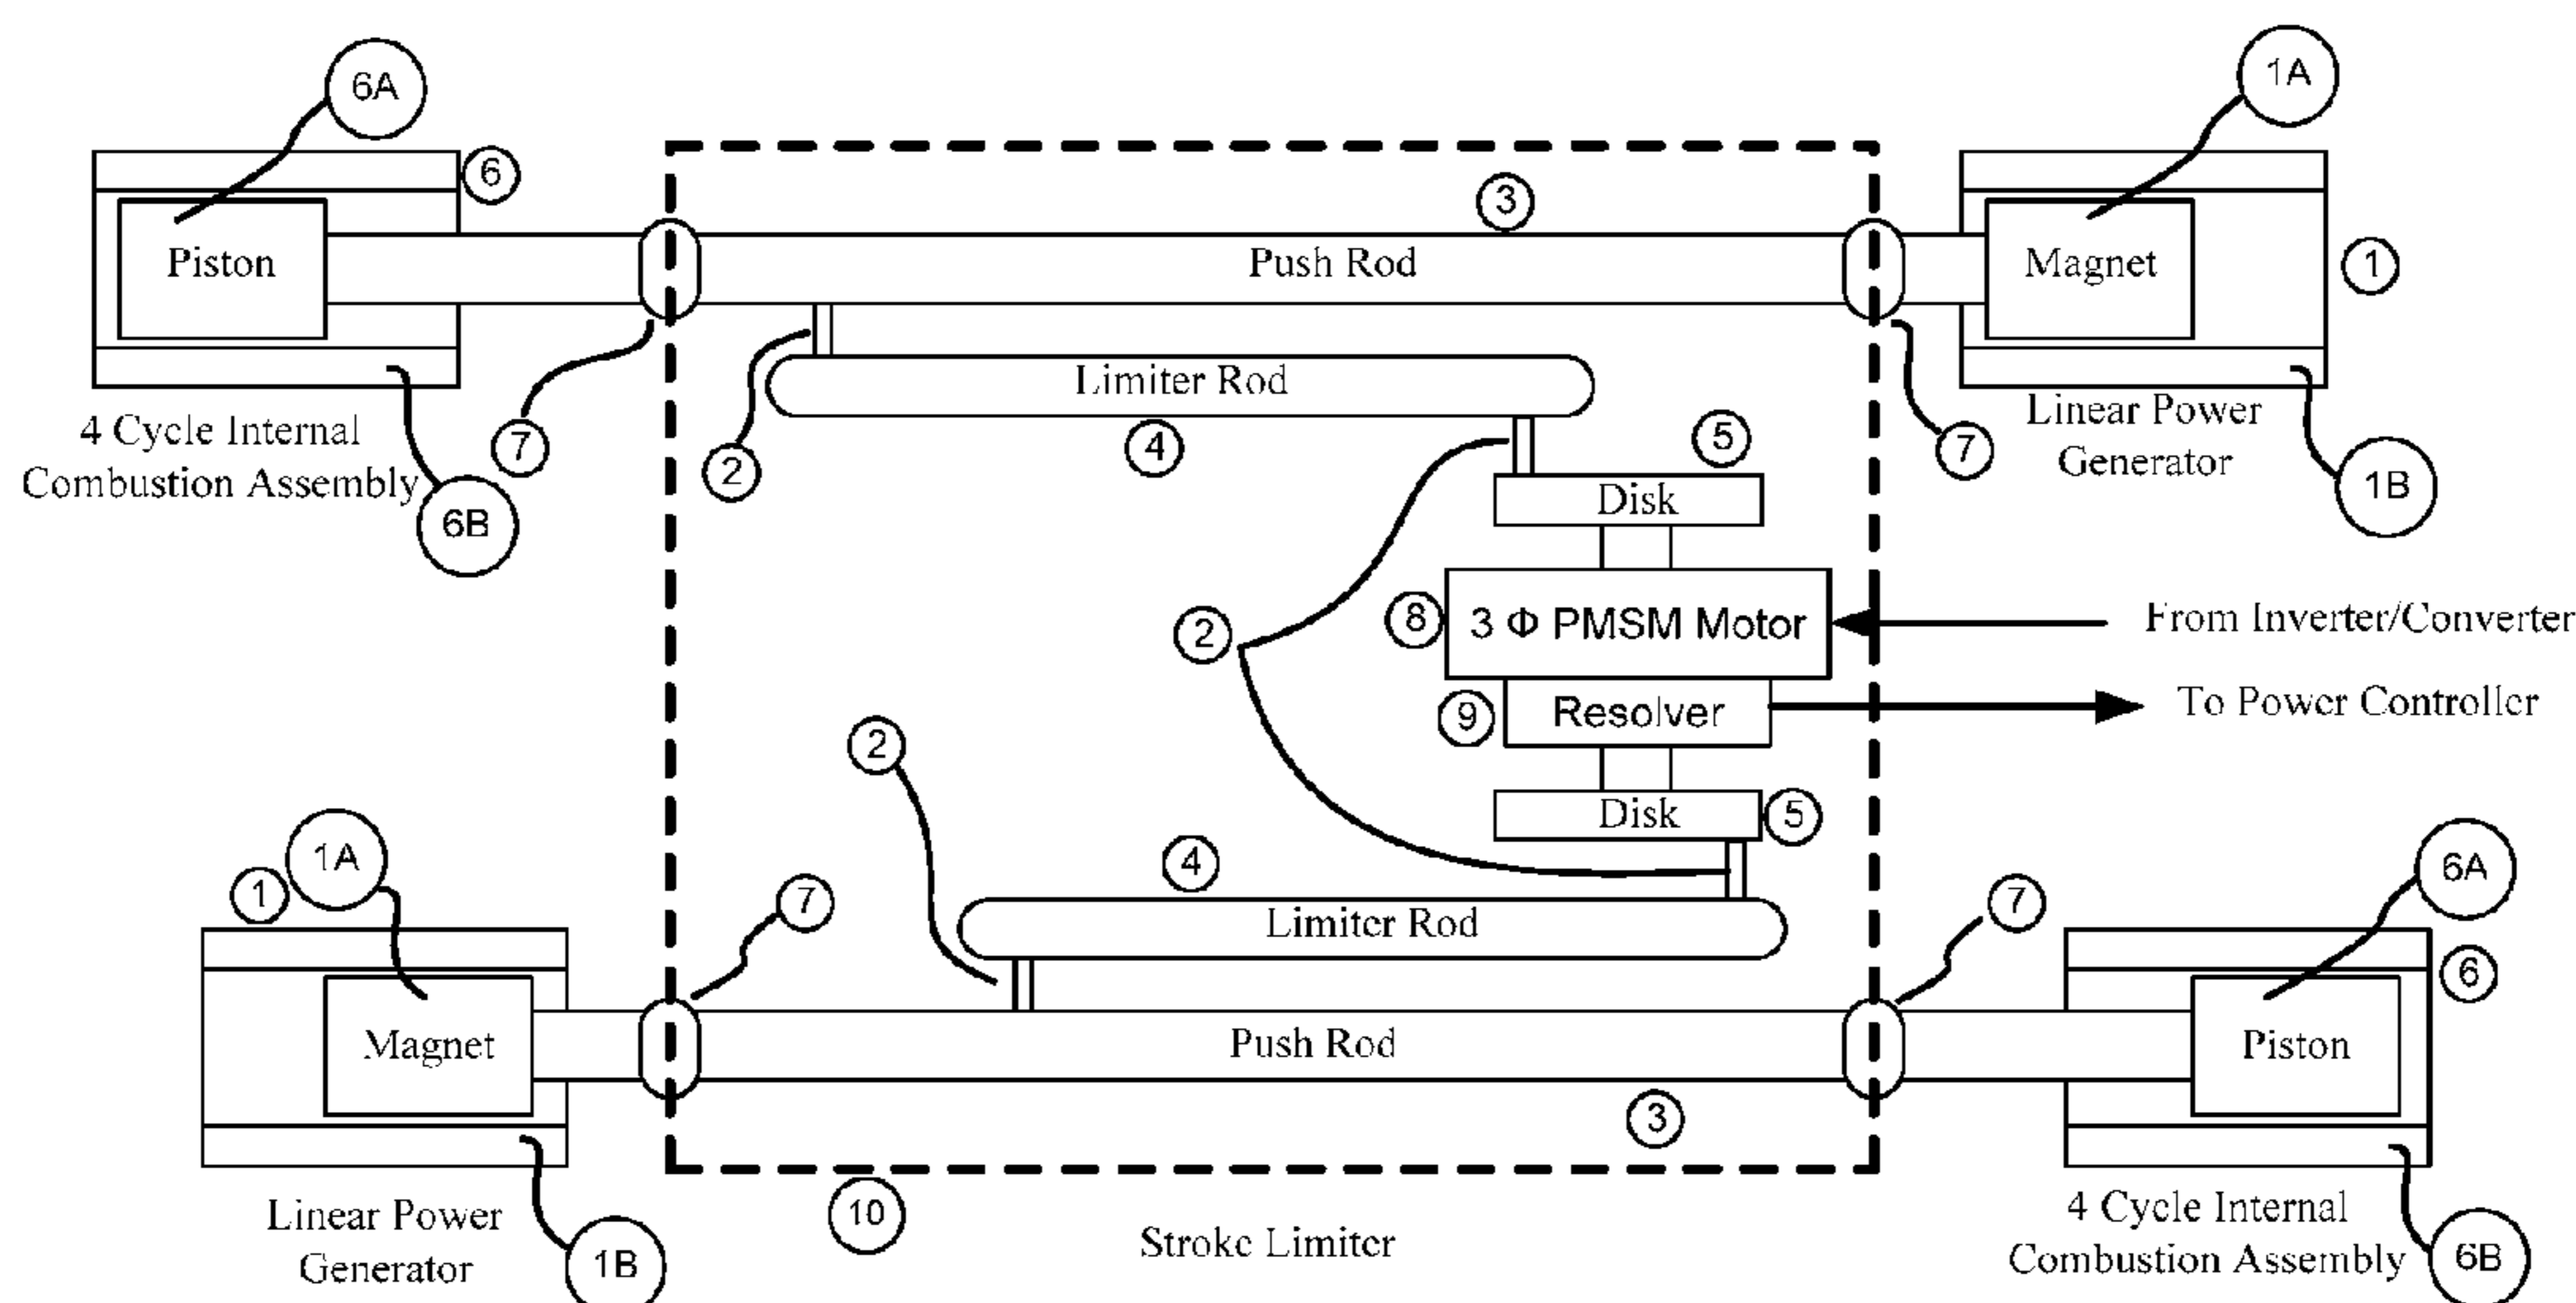 6A
1A
6
3
Piston
Push Rod
Magnet
1
Limiter Rod
4 Cycle Internal
Combustion Assembly
7
2
4
5
7
Linear Power
Generator
6B
1B
Disk
2
8
3 Φ PMSM Motor
From Inverter/Converter
9
Resolver
To Power Controller
2
Disk
5
1
1A
7
4
7
6A
Limiter Rod
6
Magnet
Push Rod
Piston
3
10
Stroke Limiter
Linear Power
Generator
1B
4 Cycle Internal
Combustion Assembly
6B